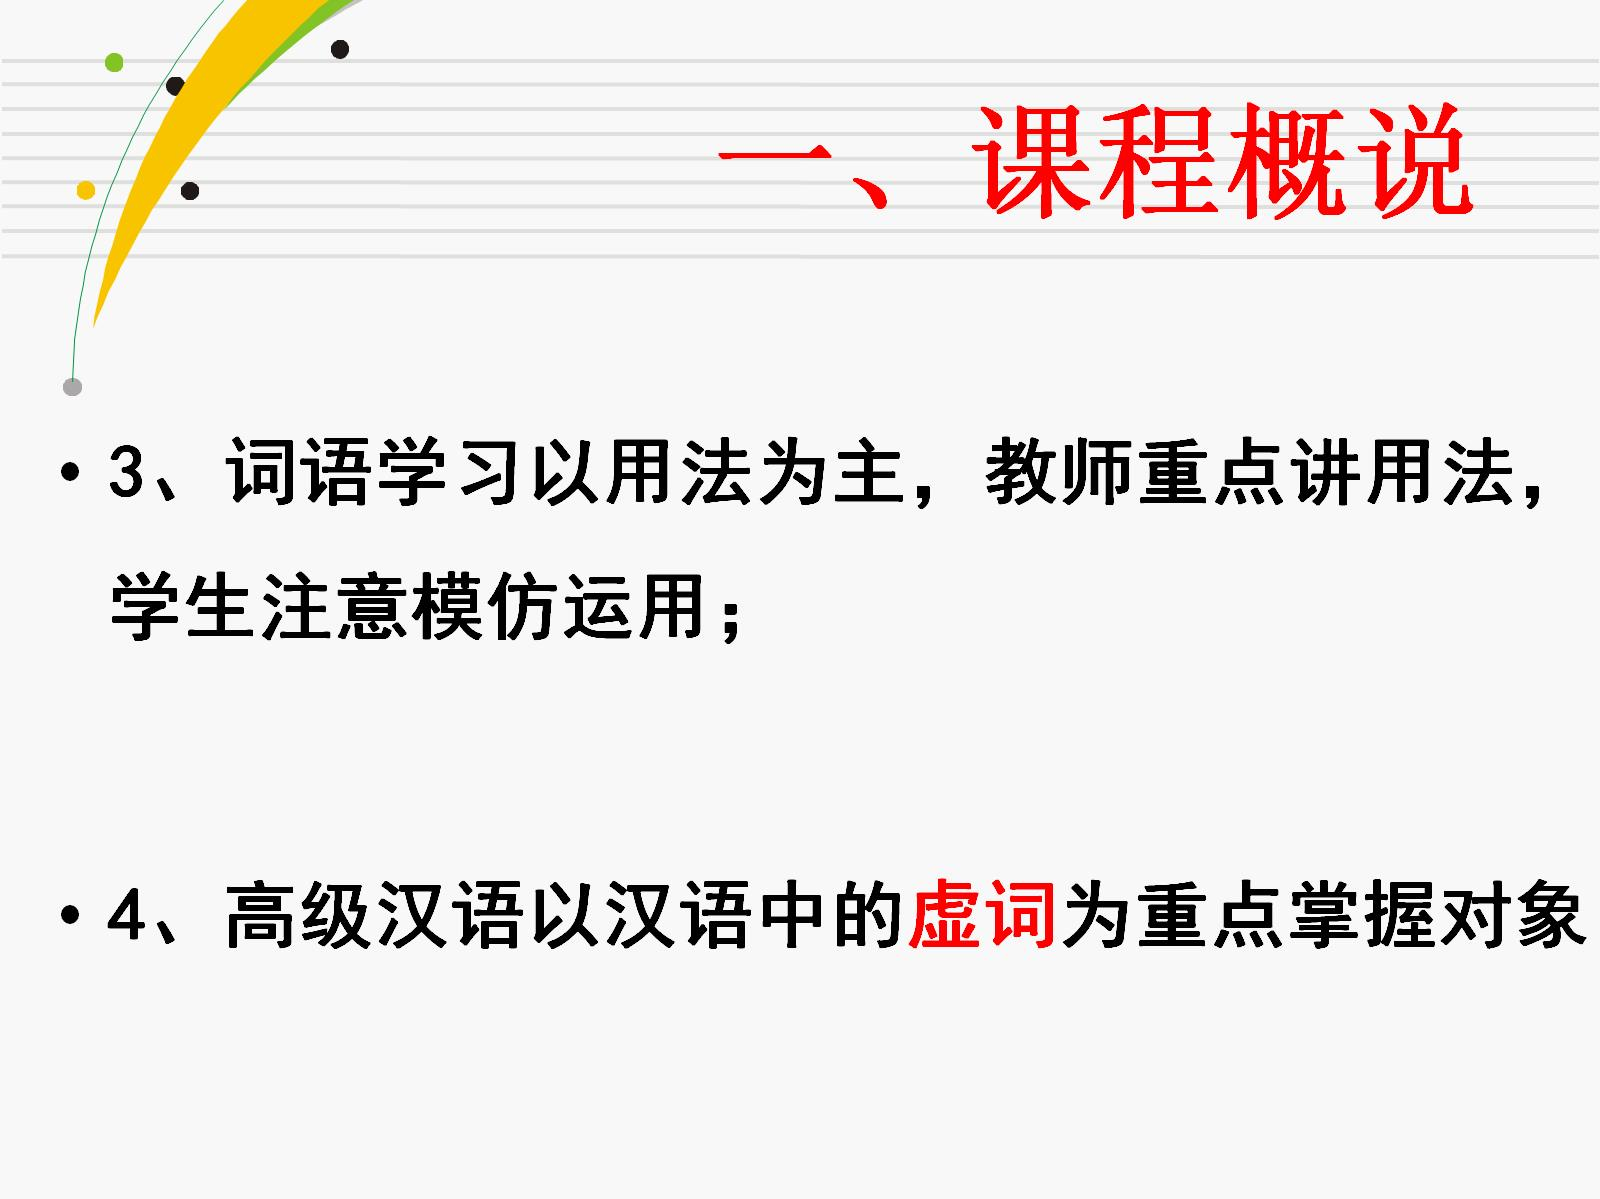 一、课程概说
• 3、词语学习以用法为主，教师重点讲用法，
学生注意模仿运用；
• 4、高级汉语以汉语中的虚词为重点掌握对象